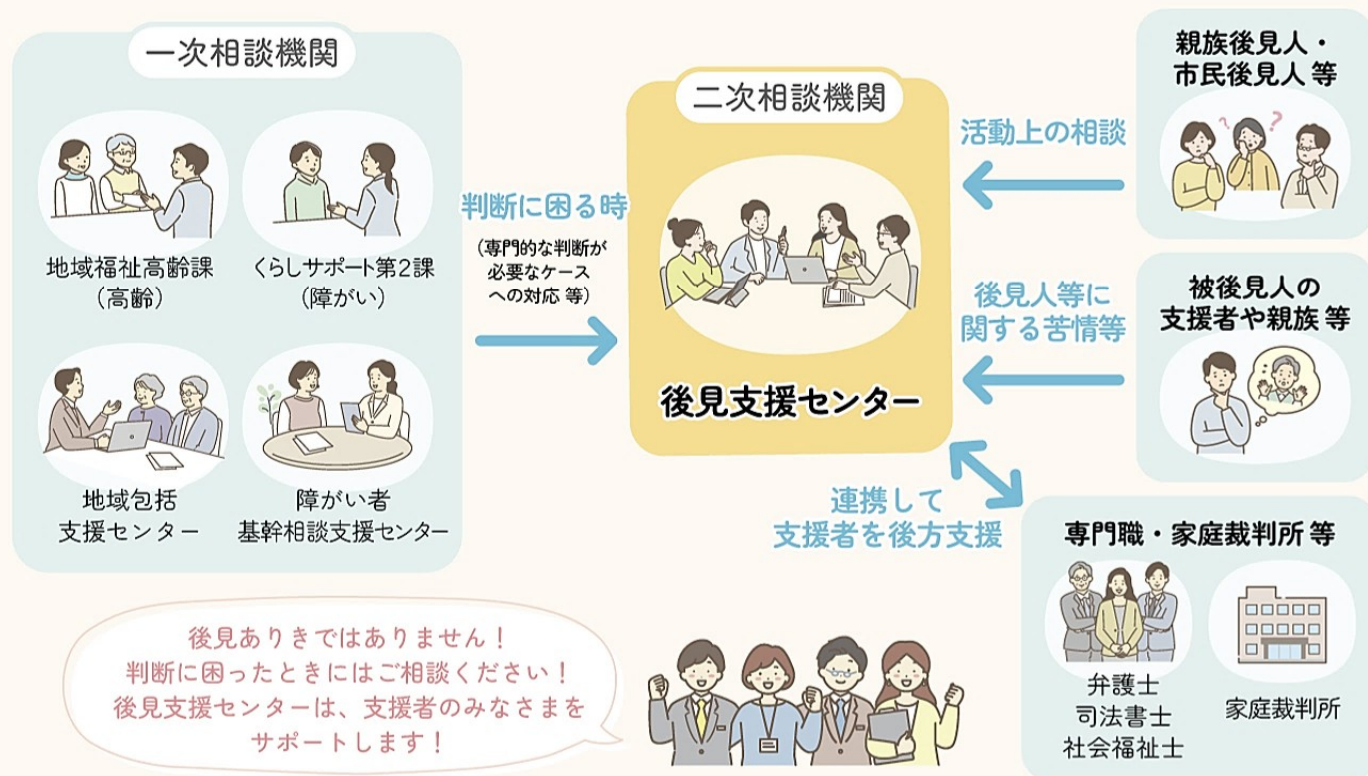 一次相談機関
地域福祉高齢課
（高齢）
くらしサポート第2課
（障がい）
地域包括
支援センター
障がい者
基幹相談支援センター
判断に困る時
（専門的な判断が
必要なケース
への対応 等）
二次相談機関
後見支援センター
活動上の相談
後見人等に
関する苦情等
連携して
支援者を後方支援
親族後見人・
市民後見人 等
??
被後見人の
支援者や親族 等
専門職・家庭裁判所 等
弁護士
司法書士
社会福祉士
家庭裁判所
後見ありきではありません！
判断に困ったときにはご相談ください！
後見支援センターは、支援者のみなさまを
サポートします！